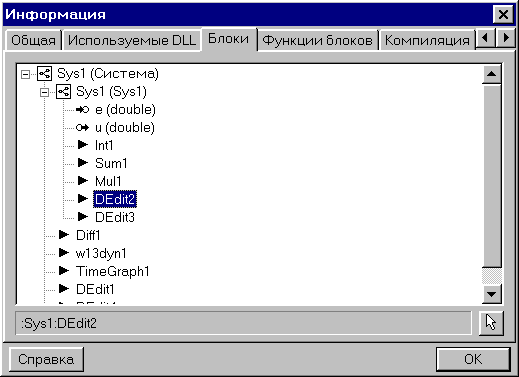 Информация
Общая Используемые DLL Блоки Функции блоков Компиляция
Sys1 (Система)
Sys1 (Sys1)
e (double)
u (double)
Int1
Sum1
Mul1
DEdit2
DEdit3
Diff1
w13dyn1
TimeGraph1
DEdit1
:Sys1:DEdit2
Справка OK